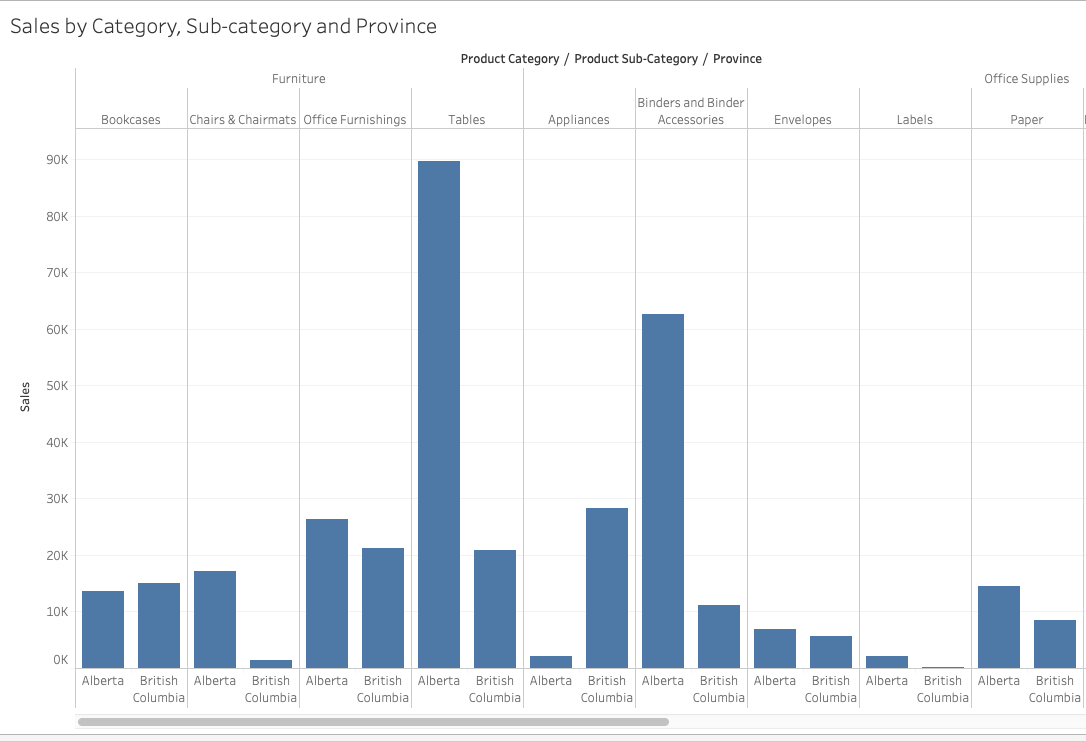 Sales by Category, Sub-category and Province
Product Category / Product Sub-Category / Province
Furniture
Office Supplies
Bookcases
Chairs & Chairmats
Office Furnishings
Tables
Appliances
Binders and Binder
Accessories
Envelopes
Labels
Paper
90K
80K
70K
60K
50K
40K
30K
20K
10K
0K
Sales
Alberta
British
Columbia
Alberta
British
Columbia
Alberta
British
Columbia
Alberta
British
Columbia
Alberta
British
Columbia
Alberta
British
Columbia
Alberta
British
Columbia
Alberta
British
Columbia
Alberta
British
Columbia